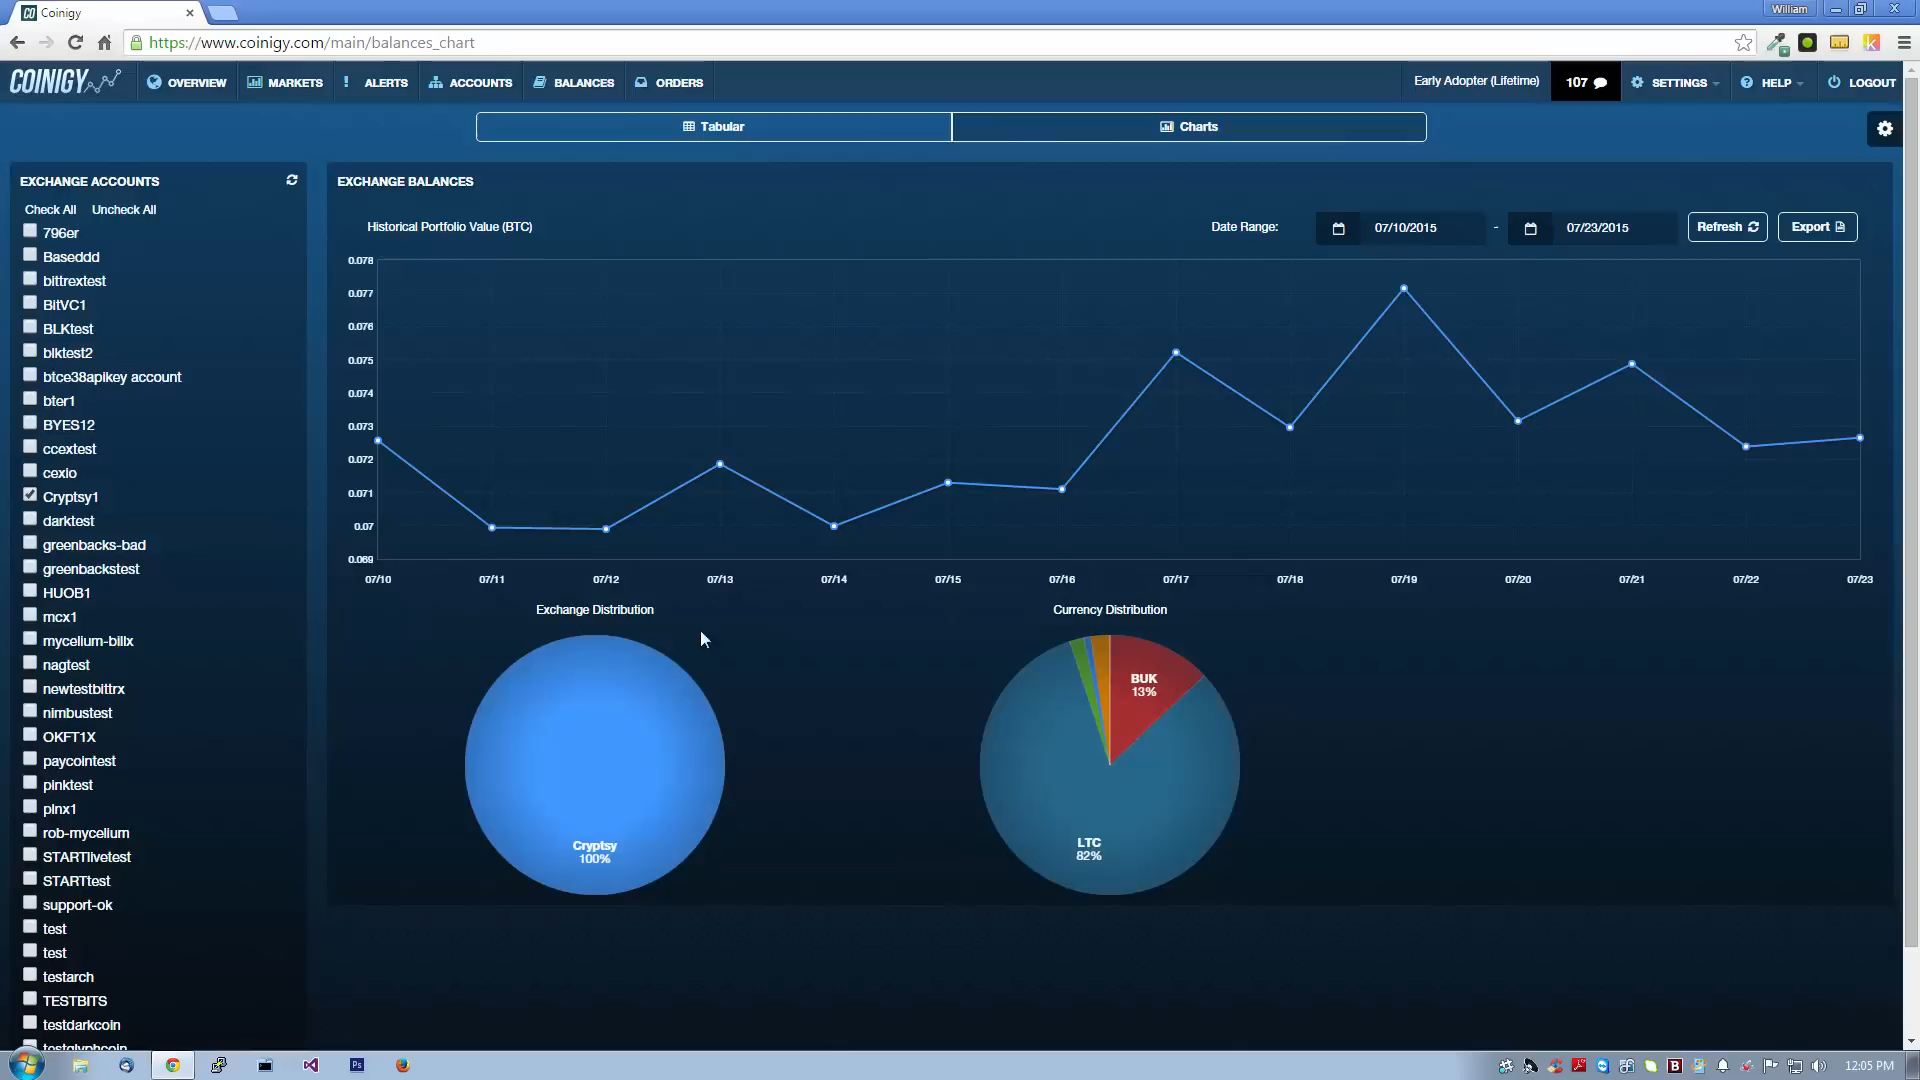 Coinigy
William
https://www.coinigy.com/main/balances_chart
COINIGY
OVERVIEW
MARKETS
ALERTS
ACCOUNTS
BALANCES
ORDERS
Early Adopter (Lifetime)
107
SETTINGS
HELP
LOGOUT
Tabular
Charts
EXCHANGE ACCOUNTS
Check All Uncheck All
796er
Baseddd
bittrextest
BitVC1
BLKtest
blktest2
btce38apikey account
bter1
BYES12
ccextest
cexio
Cryptsy1
darktest
greenbacks-bad
greenbackstest
HUOB1
mcx1
mycelium-billx
nagtest
newtestbittrx
nimbustest
OKFT1X
paycointest
pinktest
plnx1
rob-mycelium
STARTlivetest
STARTtest
support-ok
test
test
testarch
TESTBITS
testdarkcoin
testglyphcoin
EXCHANGE BALANCES
Historical Portfolio Value (BTC)
Date Range:
07/10/2015
-
07/23/2015
Refresh
Export
0.078
0.077
0.076
0.075
0.074
0.073
0.072
0.071
0.07
0.069
07/10 07/11 07/12 07/13 07/14 07/15 07/16 07/17 07/18 07/19 07/20 07/21 07/22 07/23
Exchange Distribution
Cryptsy
100%
Currency Distribution
BUK
13%
LTC
82%
12:05 PM